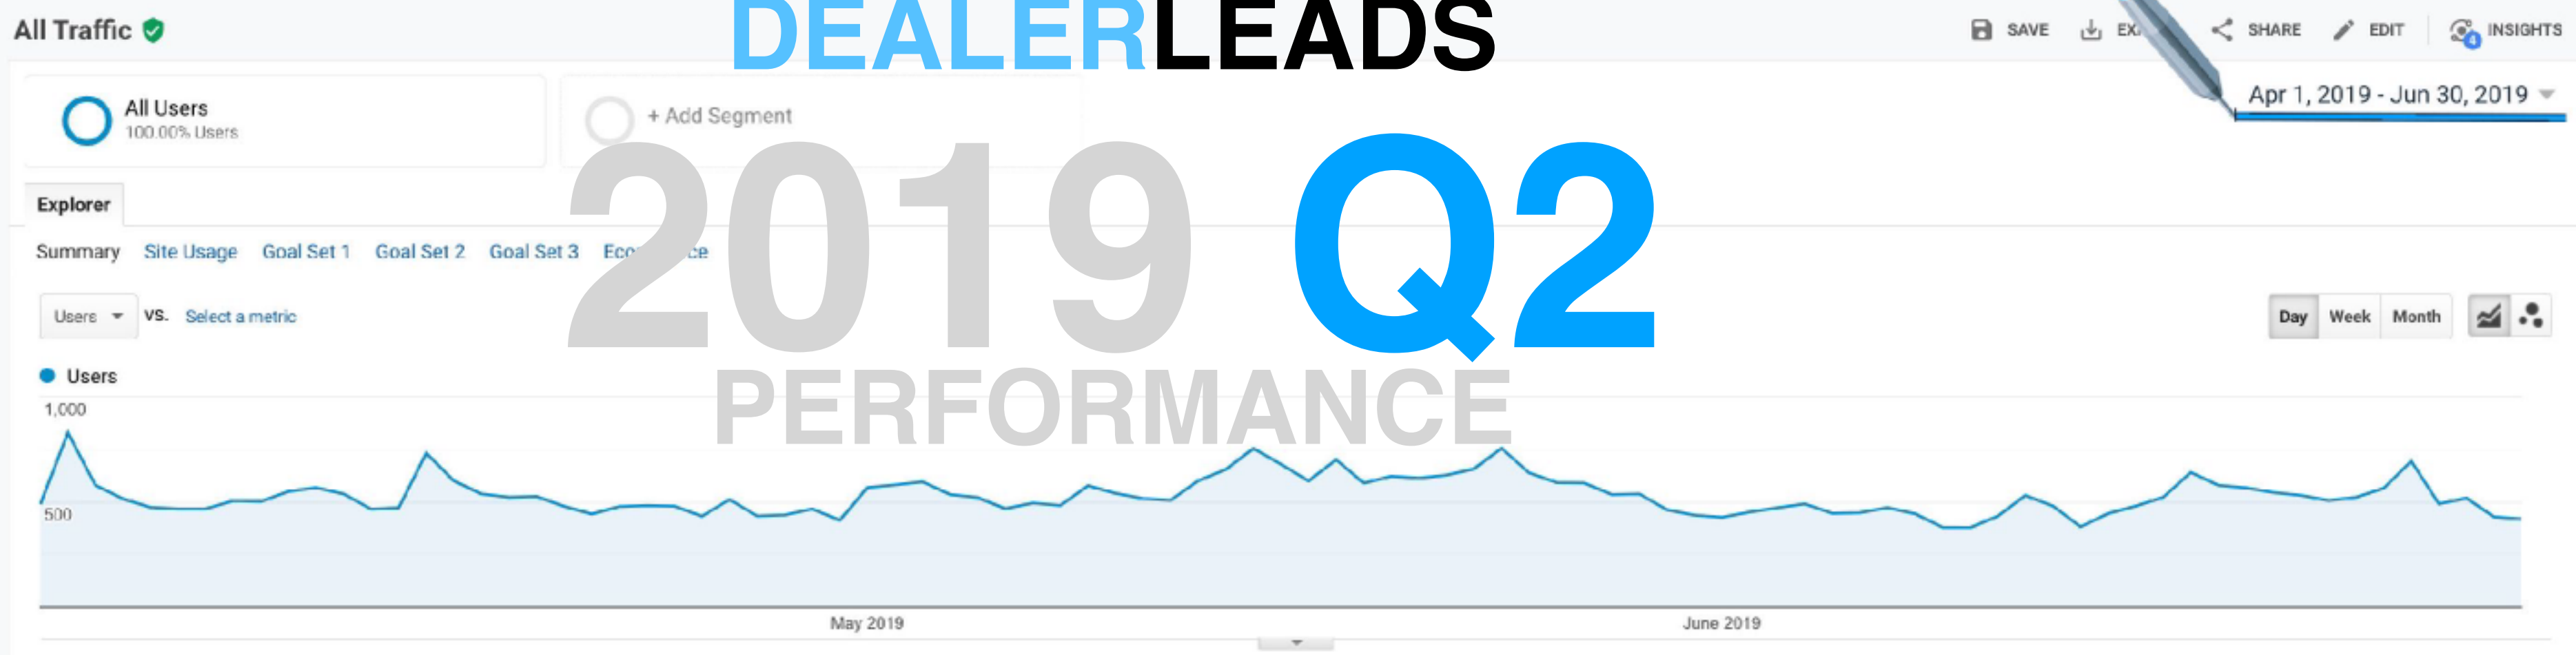 All Traffic
DEALERLEADS
SAVE
SHARE
EDIT
4
INSIGHTS
All Users
100.00% Users
+ Add Segment
Apr 1, 2019 - Jun 30, 2019
2019 Q2
Explorer
Summary Site Usage Goal Set 1 Goal Set 2 Goal Set 3
Users VS. Select a metric
Day Week Month
PERFORMANCE
Users
1,000
500
May 2019
June 2019